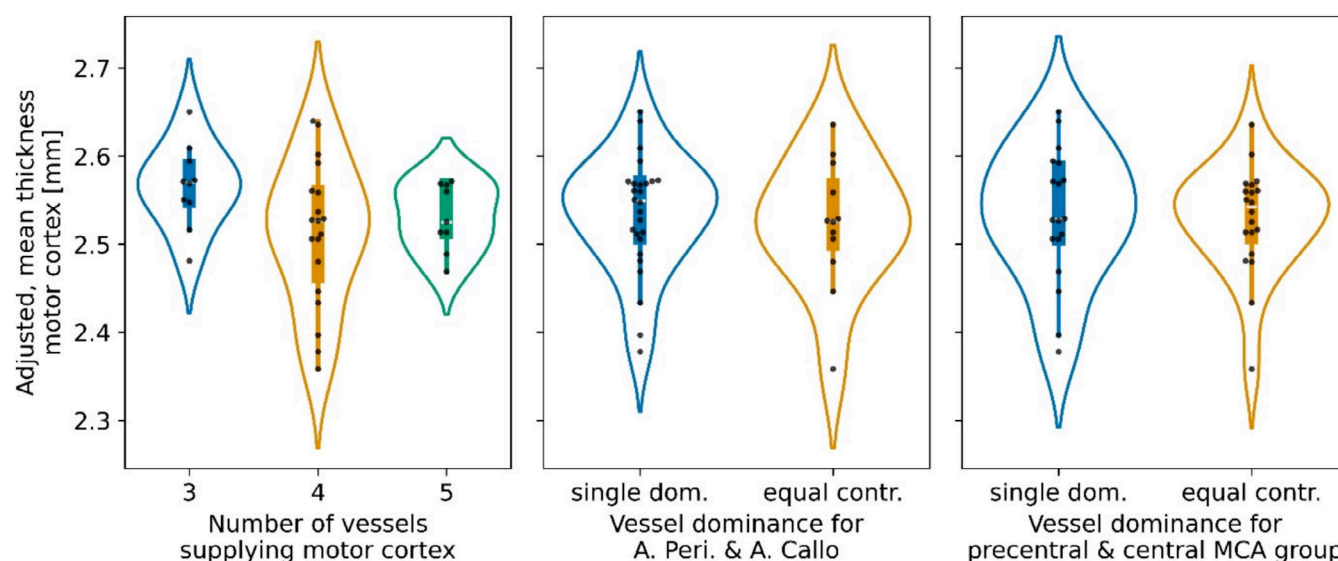 Adjusted, mean thickness
motor cortex [mm]
2.7
2.6
2.5
2.4
2.3
3 4 5
Number of vessels
supplying motor cortex
single dom. equal contr.
Vessel dominance for
A. Peri. & A. Callo
single dom. equal contr.
Vessel dominance for
precentral & central MCA group